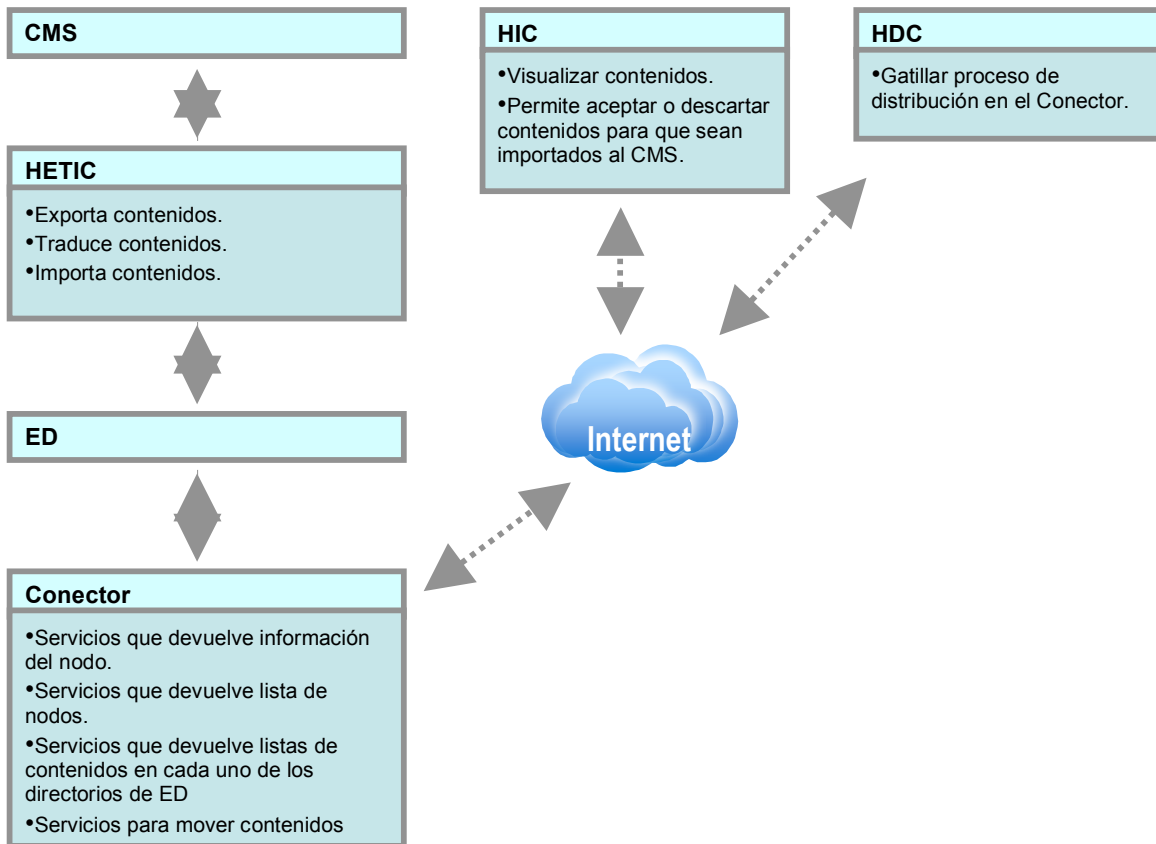 CMS
HETIC
•Exporta contenidos.
•Traduce contenidos.
•Importa contenidos.
ED
Conector
•Servicios que devuelve información
del nodo.
•Servicios que devuelve lista de
nodos.
•Servicios que devuelve listas de
contenidos en cada uno de los
directorios de ED
•Servicios para mover contenidos
HIC
•Visualizar contenidos.
•Permite aceptar o descartar
contenidos para que sean
importados al CMS.
HDC
•Gatillar proceso de
distribución en el Conector.
Internet